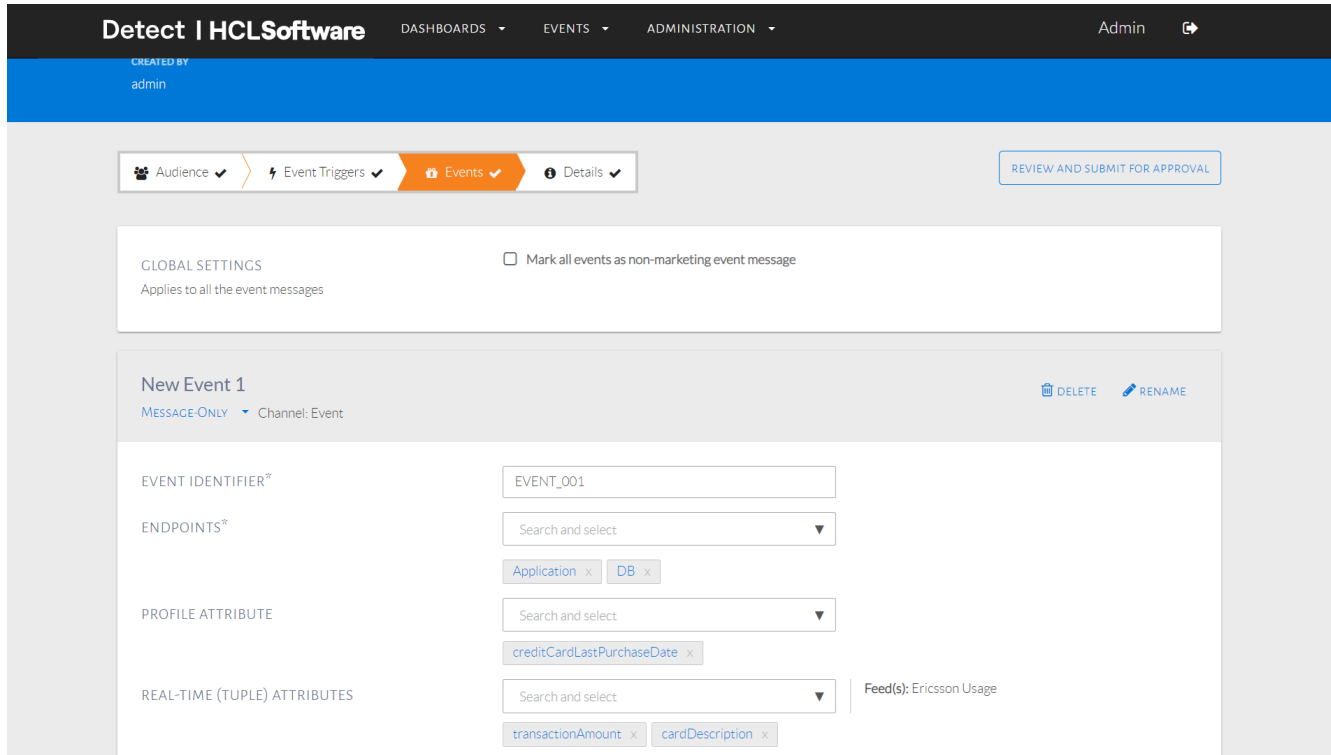 Detect | HCLSoftware DASHBOARDS EVENTS ADMINISTRATION Admin
CREATED BY
admin
Audience Event Triggers Events Details REVIEW AND SUBMIT FOR APPROVAL
GLOBAL SETTINGS Mark all events as non-marketing event message
Applies to all the event messages
New Event 1 DELETE RENAME
MESSAGE-ONLY Channel: Event
EVENT IDENTIFIER* EVENT_001
ENDPOINTS* Search and select
Application x DB x
PROFILE ATTRIBUTE Search and select
creditCardLastPurchaseDate x
REAL-TIME (TUPLE) ATTRIBUTES Search and select Feed(s): Ericsson Usage
transactionAmount x cardDescription x